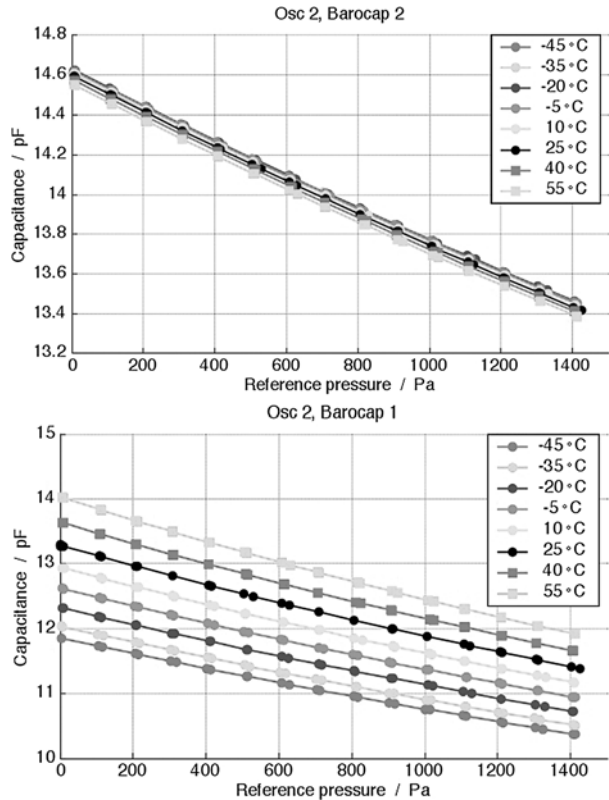 Osc 2, Barocap 2
Capacitance / pF
14.8
14.6
14.4
14.2
14
13.8
13.6
13.4
13.2
0
200
400
600
800
1000
1200
1400
Reference pressure / Pa
-45°C
-35°C
-20°C
-5°C
10°C
25°C
40°C
55°C
Osc 2, Barocap 1
Capacitance / pF
15
14
13
12
11
10
0
200
400
600
800
1000
1200
1400
Reference pressure / Pa
-45°C
-35°C
-20°C
-5°C
10°C
25°C
40°C
55°C